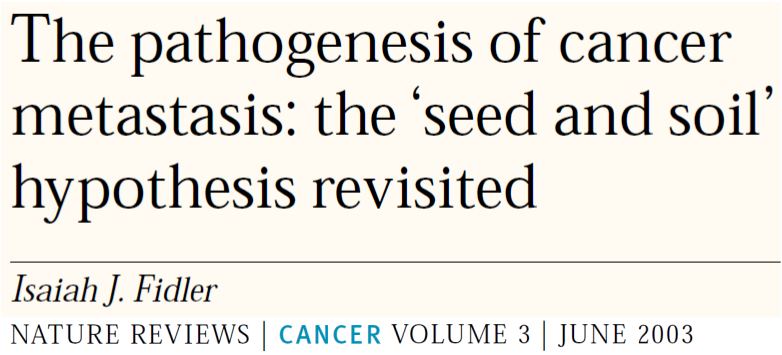 The pathogenesis of cancer
metastasis: the ‘seed and soil’
hypothesis revisited
Isaiah J. Fidler
NATURE REVIEWS | CANCER VOLUME 3 | JUNE 2003